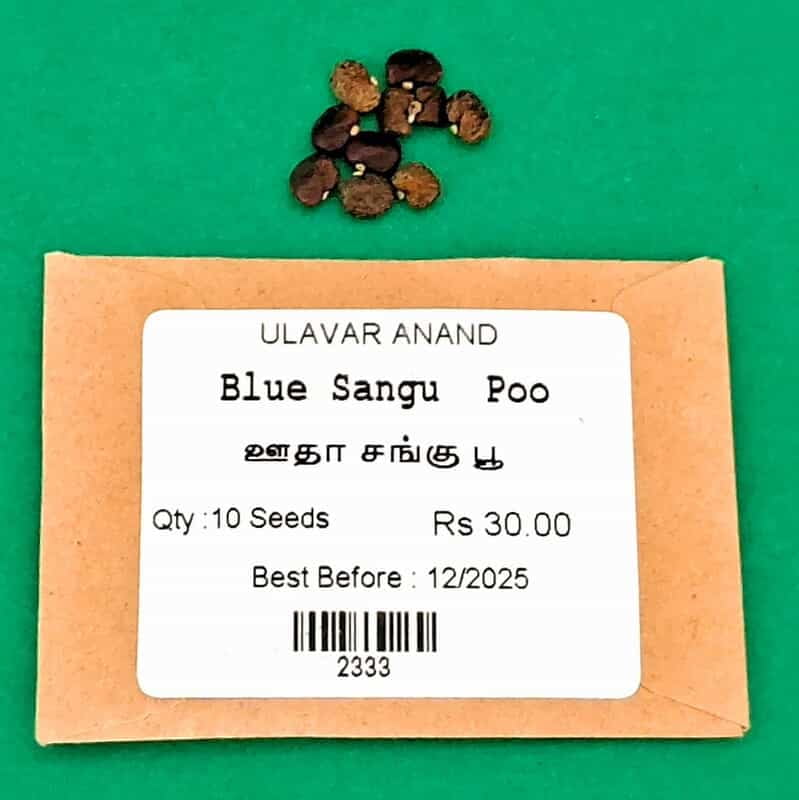 ULAVAR ANAND
Blue Sangu Poo
ஊதா சங்கு பூ
Qty :10 Seeds Rs 30.00
Best Before : 12/2025
2333